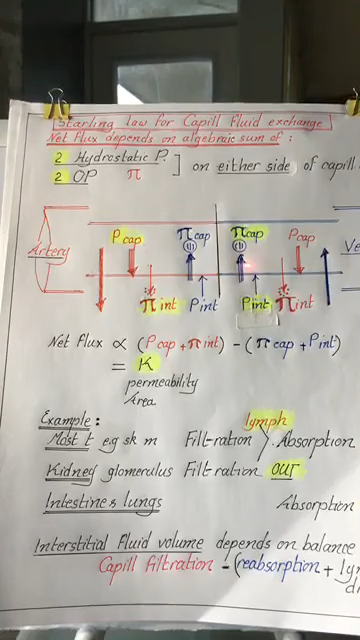 Starling law for Capill Fluid exchange
Net Flux depends on algebraic sum of :
2 Hydrostatic P.
2 OP π ] on either side of capill
Artery Pcap πcap πcap Pcap Ve
πint Pint Pint πint
Net Flux ∝ (Pcap + πint) - (πcap + Pint)
= K
permeability
Area
Example: lymph
Most t e.g sk m Filtration > Absorption
Kidney glomerulus Filtration OUT
Intestine & lungs Absorption
Interstitial Fluid volume depends on balance
Capill filtration - (reabsorption + ly